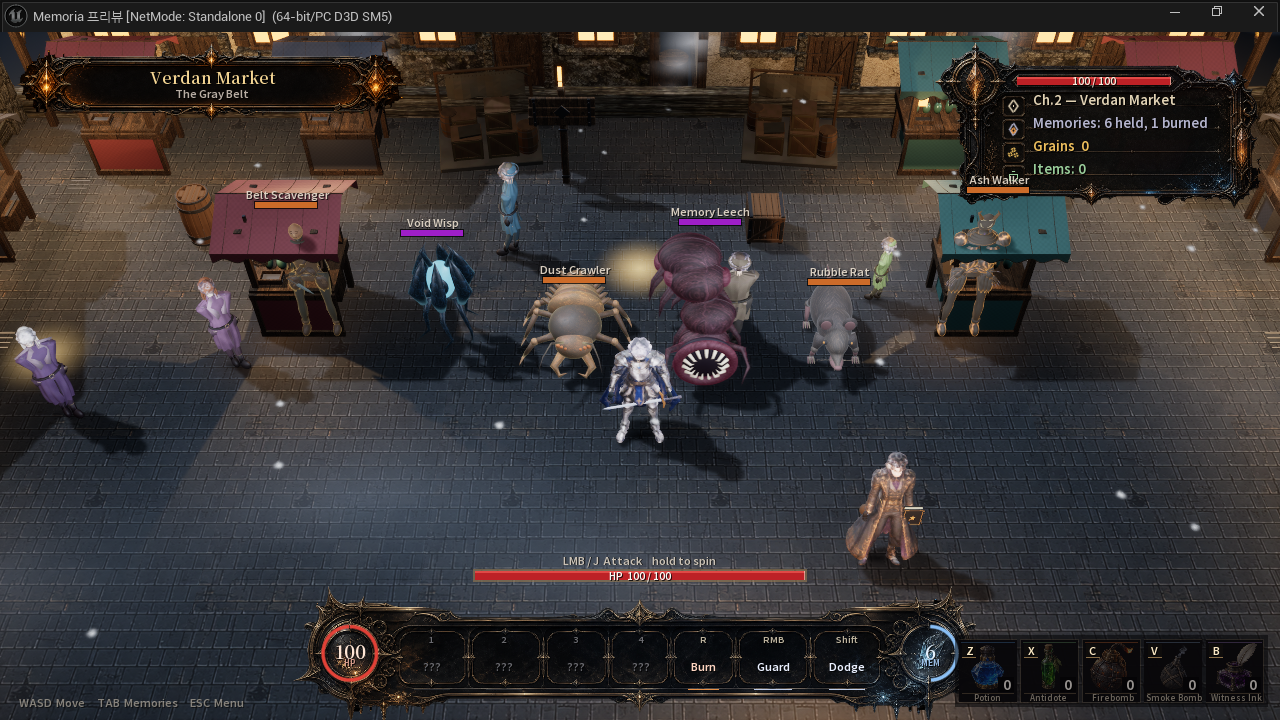 Memoria 프리뷰 [NetMode: Standalone 0] (64-bit/PC D3D SM5)
Verdan Market
The Gray Belt
100 / 100
Ch.2 — Verdan Market
Memories: 6 held, 1 burned
Grains 0
Items: 0
Ash Walker
Belt Scavenger
Void Wisp
Memory Leech
Dust Crawler
Rubble Rat
LMB / J Attack hold to spin
HP 100 / 100
100
HP
1
???
2
???
3
???
4
???
R
Burn
RMB
Guard
Shift
Dodge
6
MEM
Z
0
Potion
X
0
Antidote
C
0
Firebomb
V
0
Smoke Bomb
B
0
Witness Ink
WASD Move TAB Memories ESC Menu